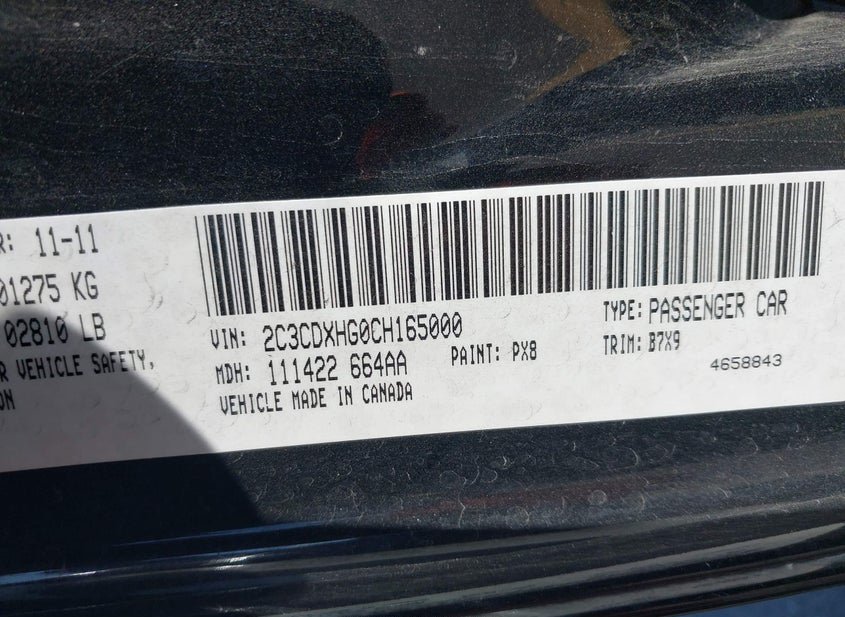 R: 11-11
01275 KG
02810 LB
R VEHICLE SAFETY,
ON
VIN: 2C3CDXHG0CH165000
TYPE: PASSENGER CAR
MDH: 111422 664AA
PAINT: PX8
TRIM: B7X9
VEHICLE MADE IN CANADA
4658843